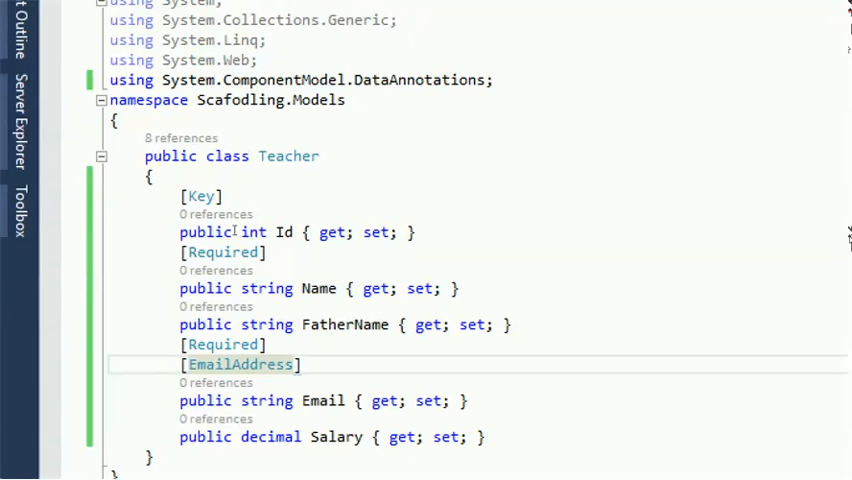 using System;
using System.Collections.Generic;
using System.Linq;
using System.Web;
using System.ComponentModel.DataAnnotations;
namespace Scafodling.Models
{
8 references
public class Teacher
{
[Key]
0 references
public int Id { get; set; }
[Required]
0 references
public string Name { get; set; }
0 references
public string FatherName { get; set; }
[Required]
[EmailAddress]
0 references
public string Email { get; set; }
0 references
public decimal Salary { get; set; }
}
}
t Outline
Server Explorer
Toolbox